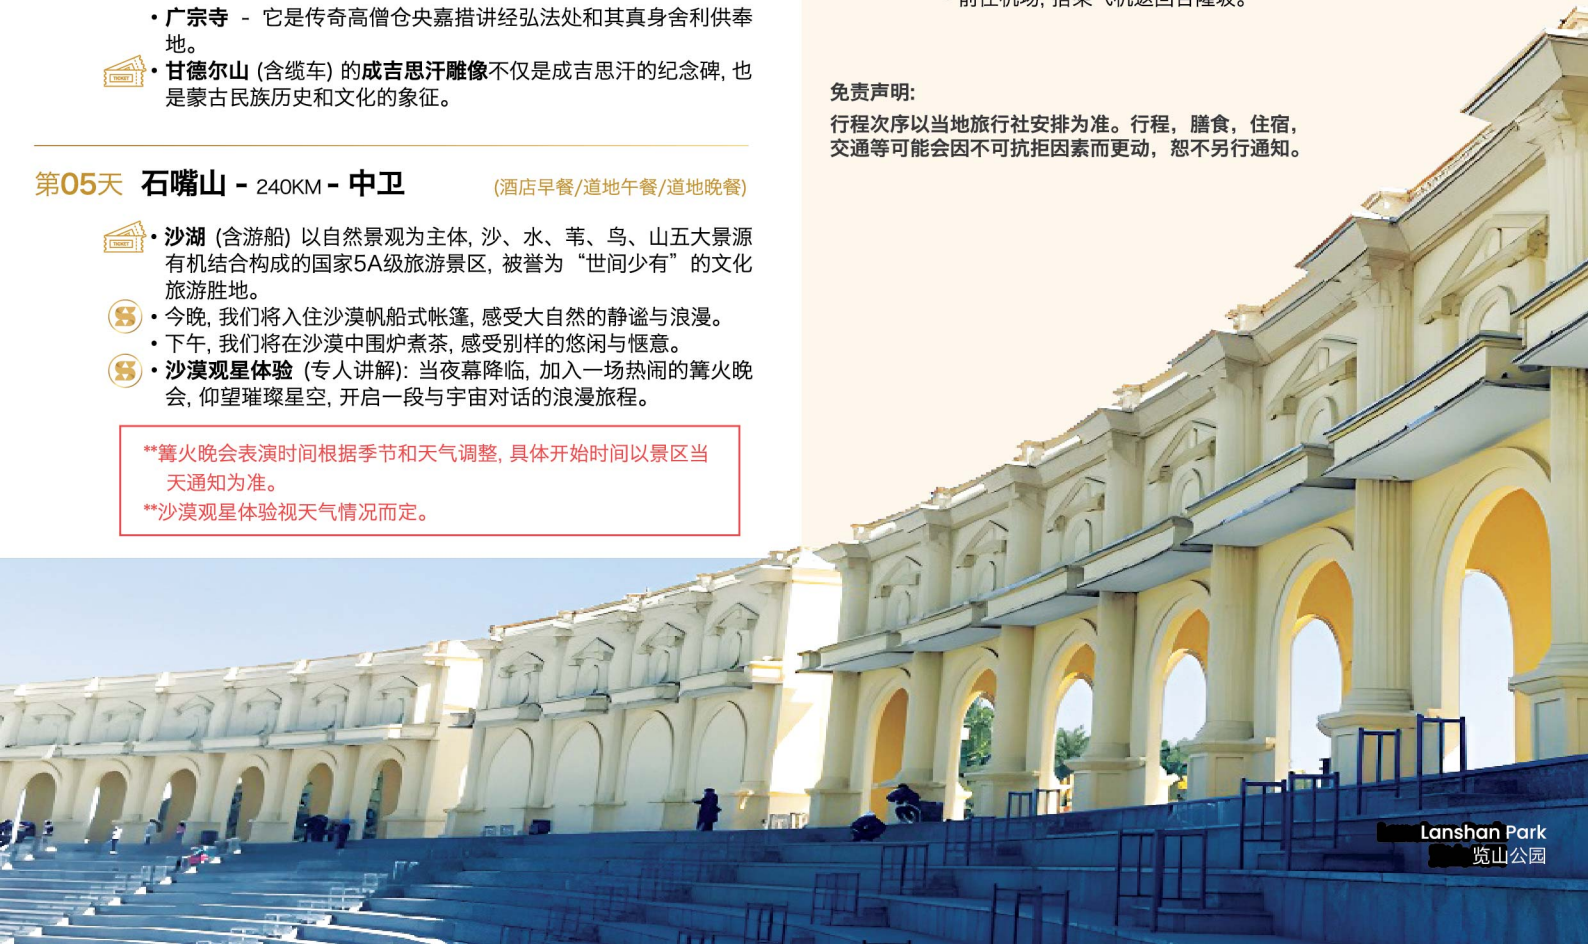 • 广宗寺 - 它是传奇高僧仓央嘉措讲经弘法处和其真身舍利供奉
地。
TICKET
• 甘德尔山 (含缆车) 的成吉思汗雕像不仅是成吉思汗的纪念碑, 也
是蒙古民族历史和文化的象征。
第05天 石嘴山 - 240KM - 中卫 (酒店早餐/道地午餐/道地晚餐)
TICKET
• 沙湖 (含游船) 以自然景观为主体, 沙、水、苇、鸟、山五大景源
有机结合构成的国家5A级旅游景区, 被誉为“世间少有”的文化
旅游胜地。
S
• 今晚, 我们将入住沙漠帆船式帐篷, 感受大自然的静谧与浪漫。
• 下午, 我们将在沙漠中围炉煮茶, 感受别样的悠闲与惬意。
S
• 沙漠观星体验 (专人讲解): 当夜幕降临, 加入一场热闹的篝火晚
会, 仰望璀璨星空, 开启一段与宇宙对话的浪漫旅程。
**篝火晚会表演时间根据季节和天气调整, 具体开始时间以景区当
天通知为准。
**沙漠观星体验视天气情况而定。
免责声明:
行程次序以当地旅行社安排为准。行程，膳食，住宿，
交通等可能会因不可抗拒因素而更动，恕不另行通知。
Lanshan Park
览山公园